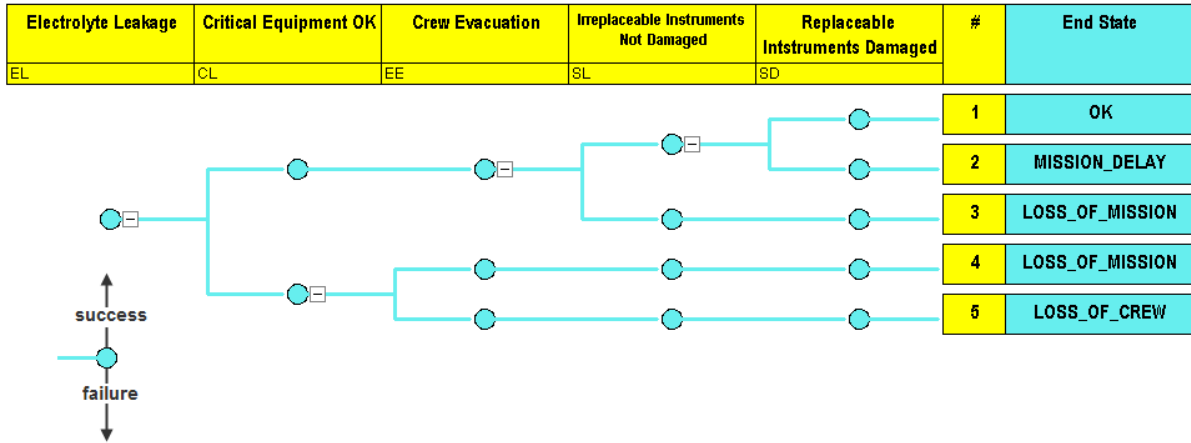 Electrolyte Leakage
Critical Equipment OK
Crew Evacuation
Irreplaceable Instruments
Not Damaged
Replaceable
Intstruments Damaged
#
End State
EL
CL
EE
SL
SD
1
OK
2
MISSION_DELAY
3
LOSS_OF_MISSION
4
LOSS_OF_MISSION
5
LOSS_OF_CREW
success
failure